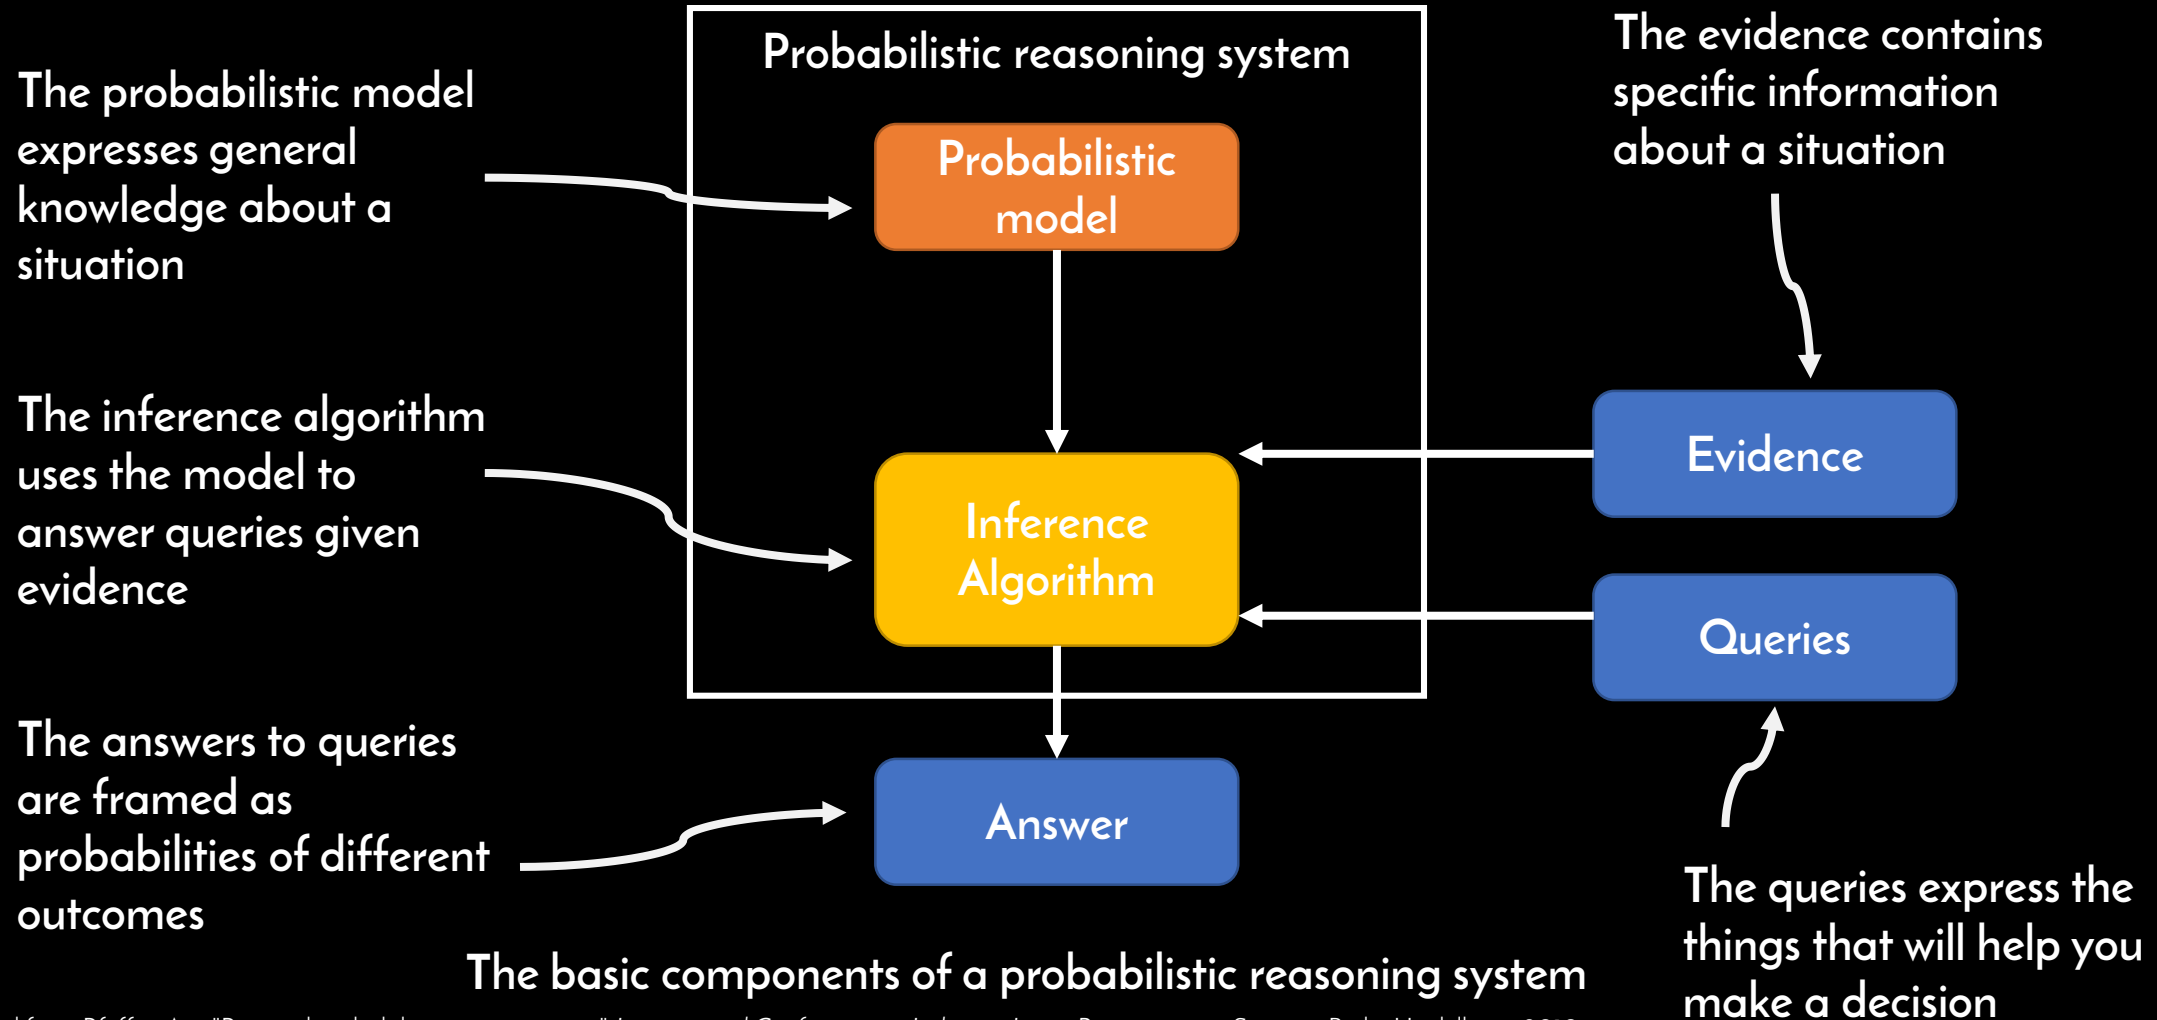 Probabilistic reasoning system
The probabilistic model
expresses general
knowledge about a
situation
Probabilistic
model
The evidence contains
specific information
about a situation
The inference algorithm
uses the model to
answer queries given
evidence
Inference
Algorithm
Evidence
Queries
The answers to queries
are framed as
probabilities of different
outcomes
Answer
The queries express the
things that will help you
make a decision
The basic components of a probabilistic reasoning system